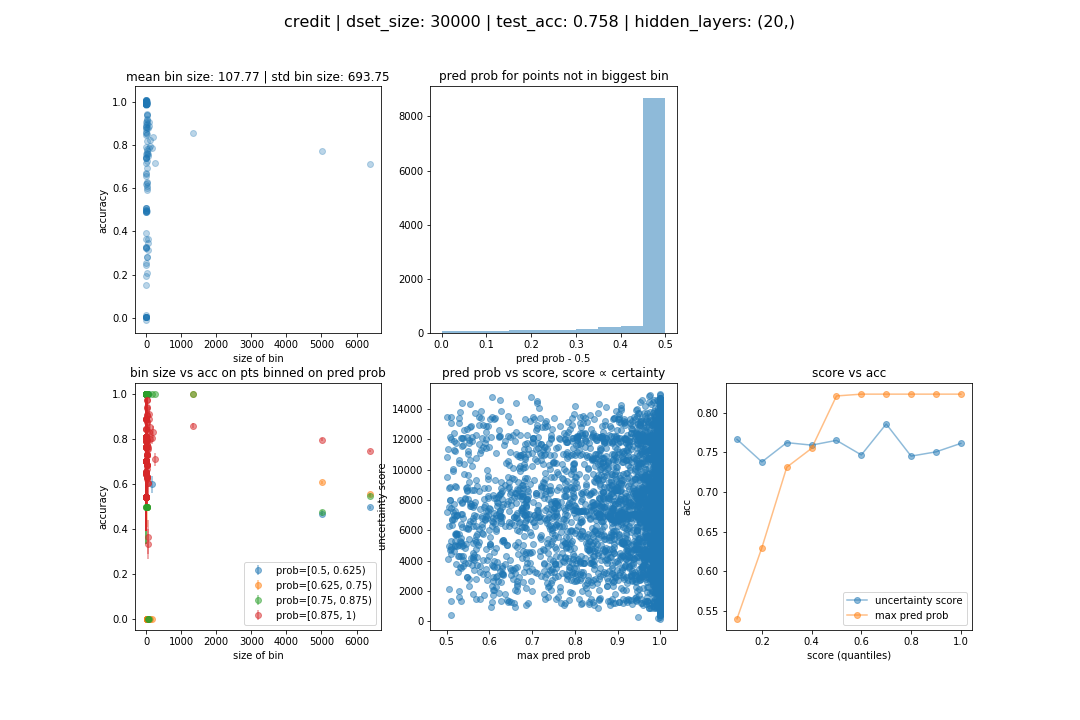 credit | dset_size: 30000 | test_acc: 0.758 | hidden_layers: (20,)
mean bin size: 107.77 | std bin size: 693.75
1.0
0.8
0.6
0.4
0.2
0.0
accuracy
0 1000 2000 3000 4000 5000 6000
size of bin
pred prob for points not in biggest bin
8000
6000
4000
2000
0
0.0 0.1 0.2 0.3 0.4 0.5
pred prob - 0.5
bin size vs acc on pts binned on pred prob
1.0
0.8
0.6
0.4
0.2
0.0
accuracy
prob=[0.5, 0.625)
prob=[0.625, 0.75)
prob=[0.75, 0.875)
prob=[0.875, 1)
0 1000 2000 3000 4000 5000 6000
size of bin
pred prob vs score, score ∝ certainty
14000
12000
10000
8000
6000
4000
2000
0
uncertainty score
0.5 0.6 0.7 0.8 0.9 1.0
max pred prob
score vs acc
0.80
0.75
0.70
0.65
0.60
0.55
acc
uncertainty score
max pred prob
0.2 0.4 0.6 0.8 1.0
score (quantiles)